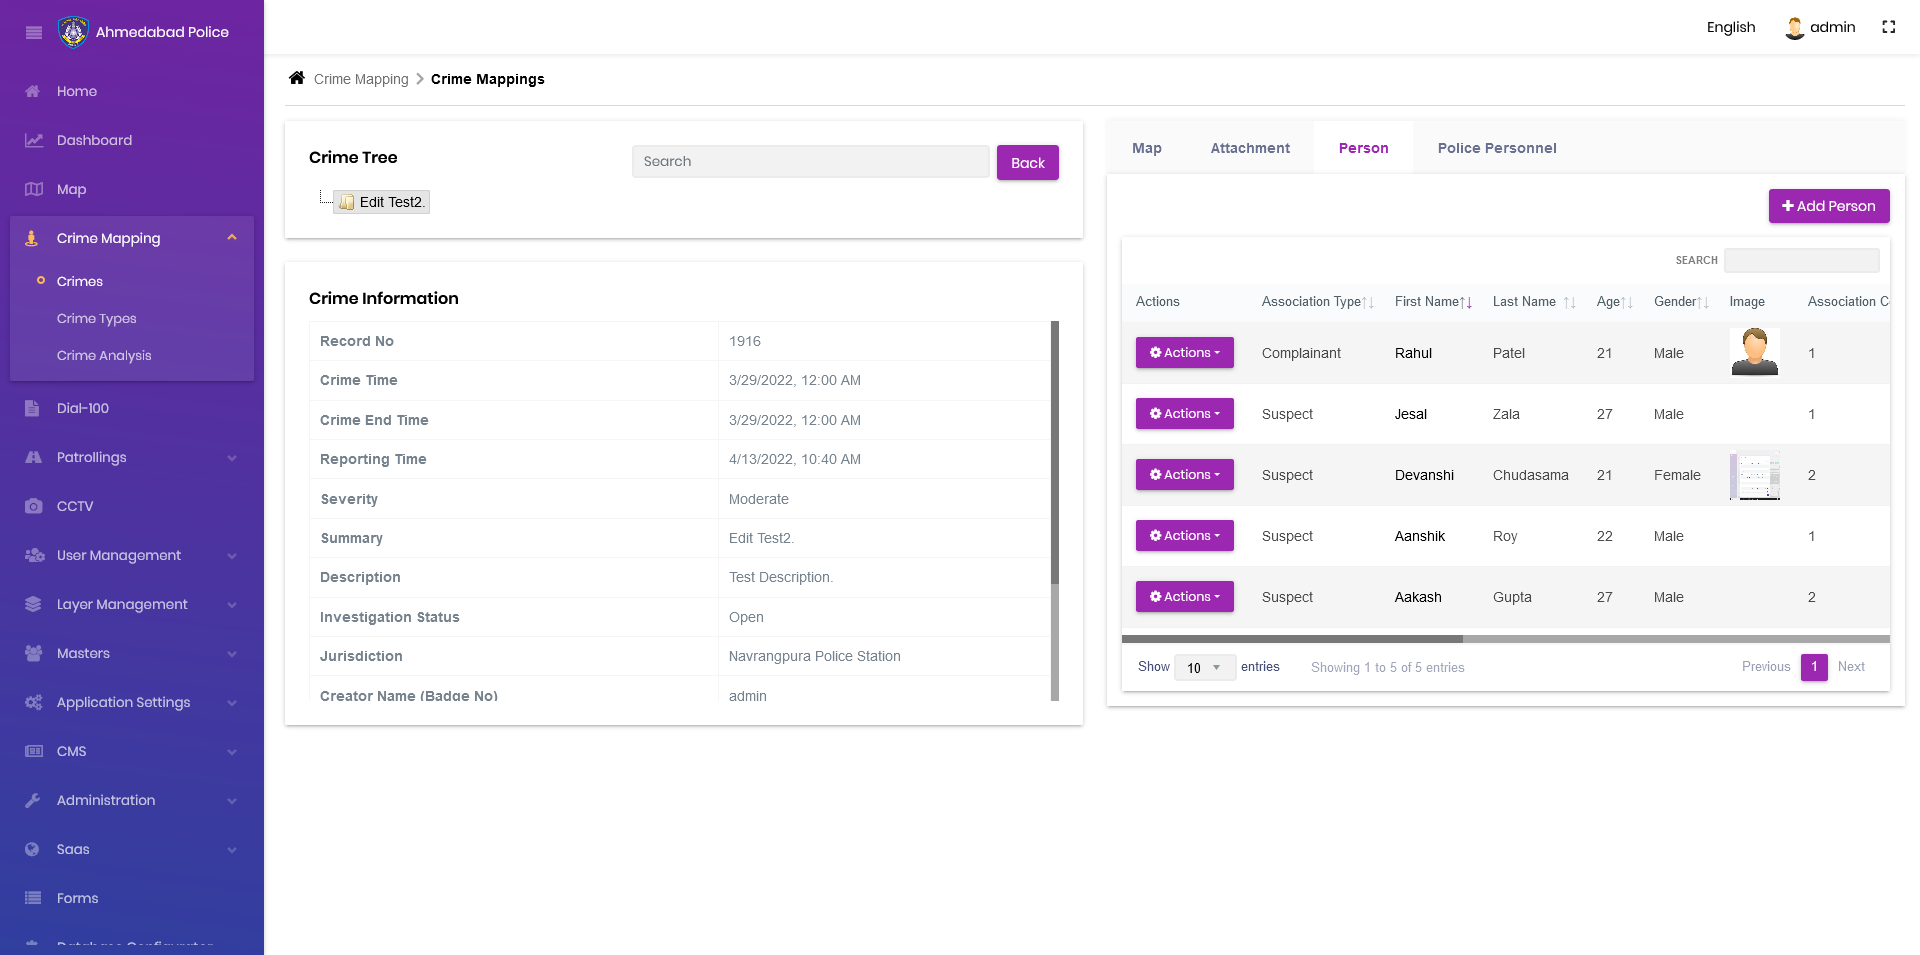 Ahmedabad Police
English
admin
Home
Dashboard
Map
Crime Mapping
Crimes
Crime Types
Crime Analysis
Dial-100
Patrollings
CCTV
User Management
Layer Management
Masters
Application Settings
CMS
Administration
Saas
Forms
Database Configurator
Crime Mapping
Crime Mappings
Crime Tree
Search
Back
Edit Test2.
Crime Information
Record No 1916
Crime Time 3/29/2022, 12:00 AM
Crime End Time 3/29/2022, 12:00 AM
Reporting Time 4/13/2022, 10:40 AM
Severity Moderate
Summary Edit Test2.
Description Test Description.
Investigation Status Open
Jurisdiction Navrangpura Police Station
Creator Name (Badge No) admin
Map Attachment Person Police Personnel
Add Person
SEARCH
Actions Association Type First Name Last Name Age Gender Image Association C
Actions Complainant Rahul Patel 21 Male 1
Actions Suspect Jesal Zala 27 Male 1
Actions Suspect Devanshi Chudasama 21 Female 2
Actions Suspect Aanshik Roy 22 Male 1
Actions Suspect Aakash Gupta 27 Male 2
Show 10 entries Showing 1 to 5 of 5 entries Previous 1 Next